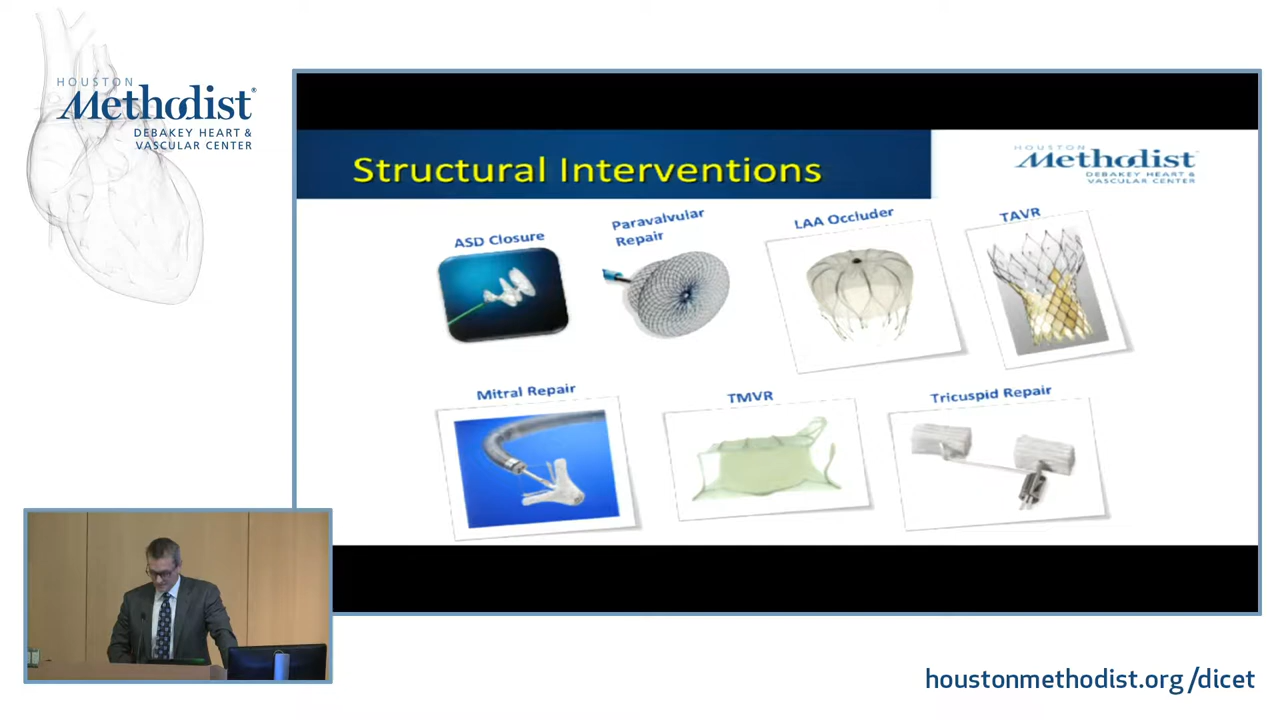 HOUSTON
Methodist®
DEBAKEY HEART &
VASCULAR CENTER
Structural Interventions
HOUSTON
Methodist
DEBAKEY HEART &
VASCULAR CENTER
ASD Closure
Paravalvular
Repair
LAA Occluder
TAVR
Mitral Repair
TMVR
Tricuspid Repair
houstonmethodist.org/dicet